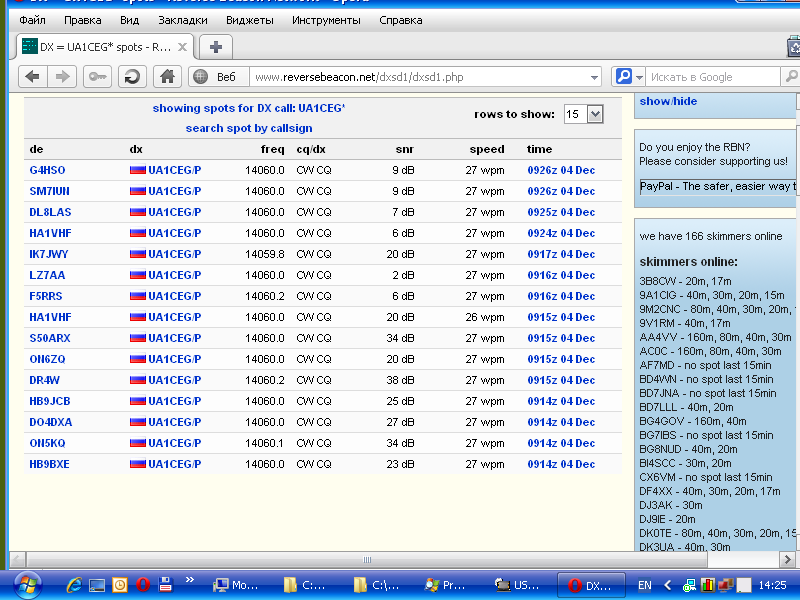 Файл Правка Вид Закладки Виджеты Инструменты Справка
DX = UA1CEG* spots - R...
Веб www.reversebeacon.net/dxsd1/dxsd1.php Искать в Google
showing spots for DX call: UA1CEG*
search spot by callsign
rows to show: 15
de dx freq cq/dx snr speed time
G4HSO UA1CEG/P 14060.0 CW CQ 9 dB 27 wpm 0926z 04 Dec
SM7IUN UA1CEG/P 14060.0 CW CQ 9 dB 27 wpm 0926z 04 Dec
DL8LAS UA1CEG/P 14060.0 CW CQ 7 dB 27 wpm 0925z 04 Dec
HA1VHF UA1CEG/P 14060.0 CW CQ 6 dB 27 wpm 0924z 04 Dec
IK7JWY UA1CEG/P 14059.8 CW CQ 20 dB 27 wpm 0917z 04 Dec
LZ7AA UA1CEG/P 14060.0 CW CQ 2 dB 27 wpm 0916z 04 Dec
F5RRS UA1CEG/P 14060.2 CW CQ 6 dB 27 wpm 0916z 04 Dec
HA1VHF UA1CEG/P 14060.0 CW CQ 20 dB 26 wpm 0915z 04 Dec
S50ARX UA1CEG/P 14060.0 CW CQ 34 dB 27 wpm 0915z 04 Dec
ON6ZQ UA1CEG/P 14060.0 CW CQ 20 dB 27 wpm 0915z 04 Dec
DR4W UA1CEG/P 14060.2 CW CQ 38 dB 27 wpm 0915z 04 Dec
HB9JCB UA1CEG/P 14060.0 CW CQ 25 dB 27 wpm 0914z 04 Dec
DO4DXA UA1CEG/P 14060.0 CW CQ 27 dB 27 wpm 0914z 04 Dec
ON5KQ UA1CEG/P 14060.1 CW CQ 34 dB 27 wpm 0914z 04 Dec
HB9BXE UA1CEG/P 14060.0 CW CQ 23 dB 27 wpm 0914z 04 Dec
show/hide
Do you enjoy the RBN?
Please consider supporting us!
PayPal - The safer, easier way t
we have 166 skimmers online
skimmers online:
3B8CW - 20m, 17m
9A1CIG - 40m, 30m, 20m, 15m
9M2CNC - 80m, 40m, 30m, 20m,
9V1RM - 40m, 17m
AA4VV - 160m, 80m, 40m, 30m
AC0C - 160m, 80m, 40m, 30m
AF7MD - no spot last 15min
BD4WN - no spot last 15min
BD7JNA - no spot last 15min
BD7LLL - 40m, 20m
BG4GOV - 160m, 40m
BG7IBS - no spot last 15min
BG8NUD - 40m, 20m
BI4SCC - 30m, 20m
CX6VM - no spot last 15min
DF4XX - 40m, 30m, 20m, 17m
DJ3AK - 30m
DJ9IE - 20m
DK0TE - 80m, 40m, 30m, 20m, 15
DK3UA - 40m, 30m
Mo... C:... C:\... Pr... US... DX... EN 14:25